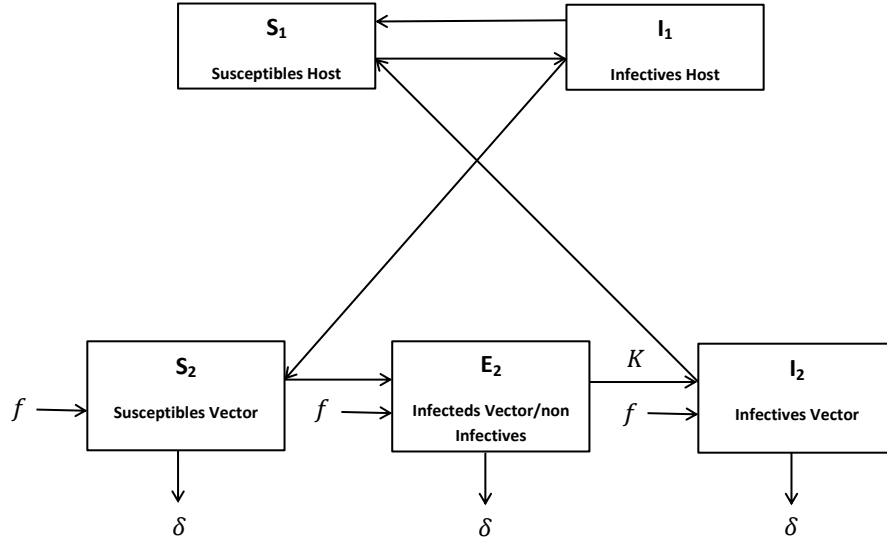 S₁
Susceptibles Host
I₁
Infectives Host
S₂
Susceptibles Vector
E₂
Infecteds Vector/non
Infectives
K
I₂
Infectives Vector
f
f
f
δ
δ
δ